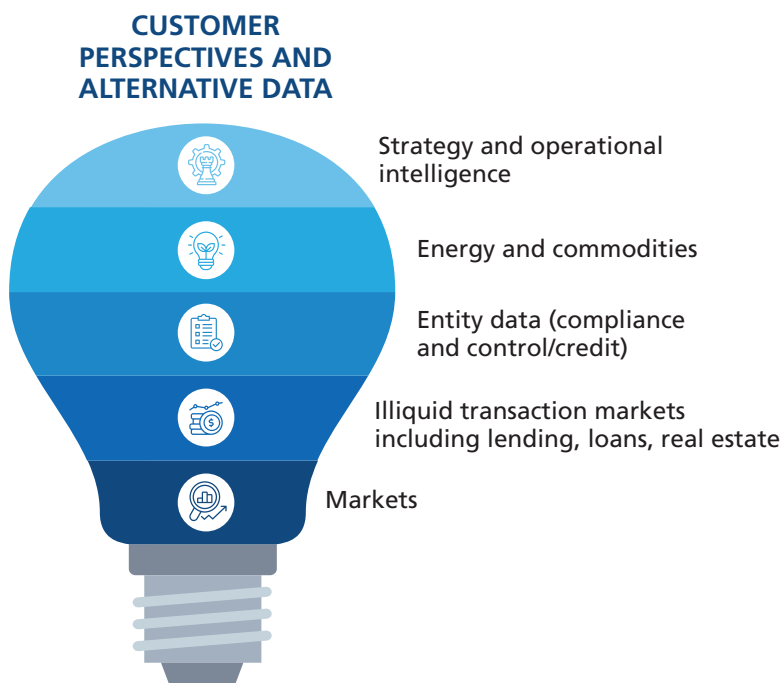 CUSTOMER
PERSPECTIVES AND
ALTERNATIVE DATA
Strategy and operational
intelligence
Energy and commodities
Entity data (compliance
and control/credit)
Illiquid transaction markets
including lending, loans, real estate
Markets